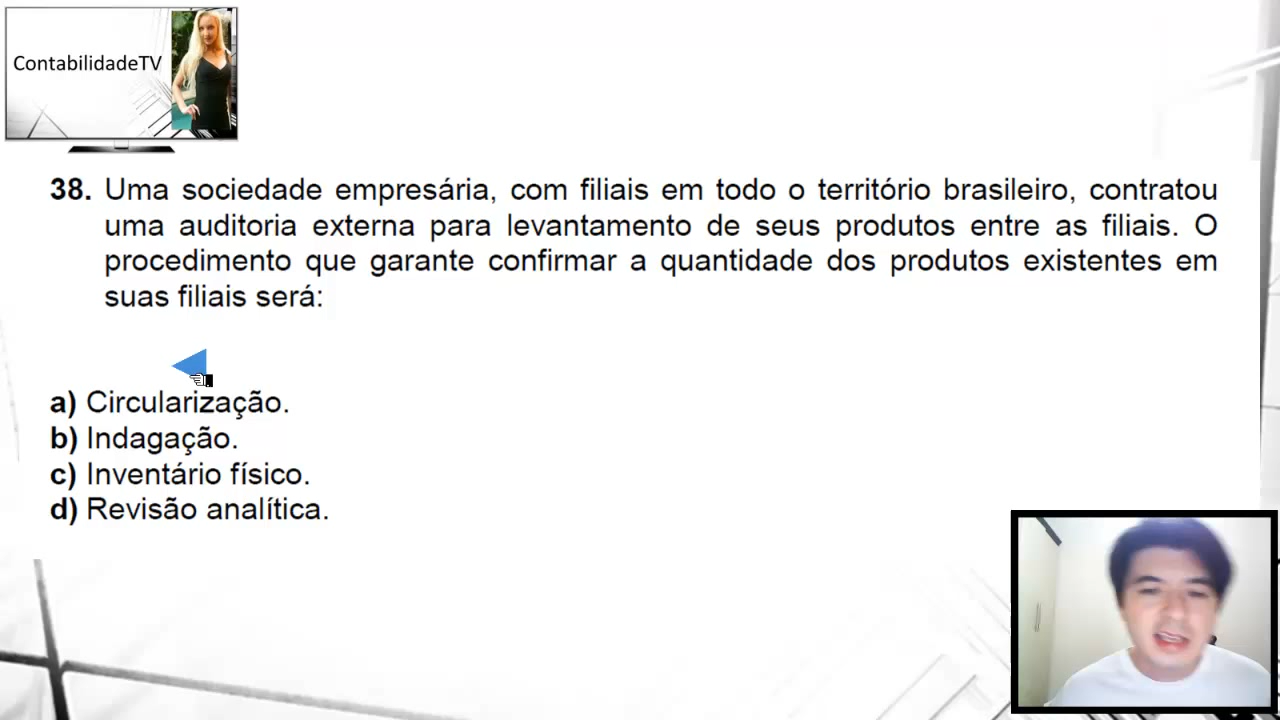 ContabilidadeTV
38. Uma sociedade empresária, com filiais em todo o território brasileiro, contratou
uma auditoria externa para levantamento de seus produtos entre as filiais. O
procedimento que garante confirmar a quantidade dos produtos existentes em
suas filiais será:
a) Circularização.
b) Indagação.
c) Inventário físico.
d) Revisão analítica.